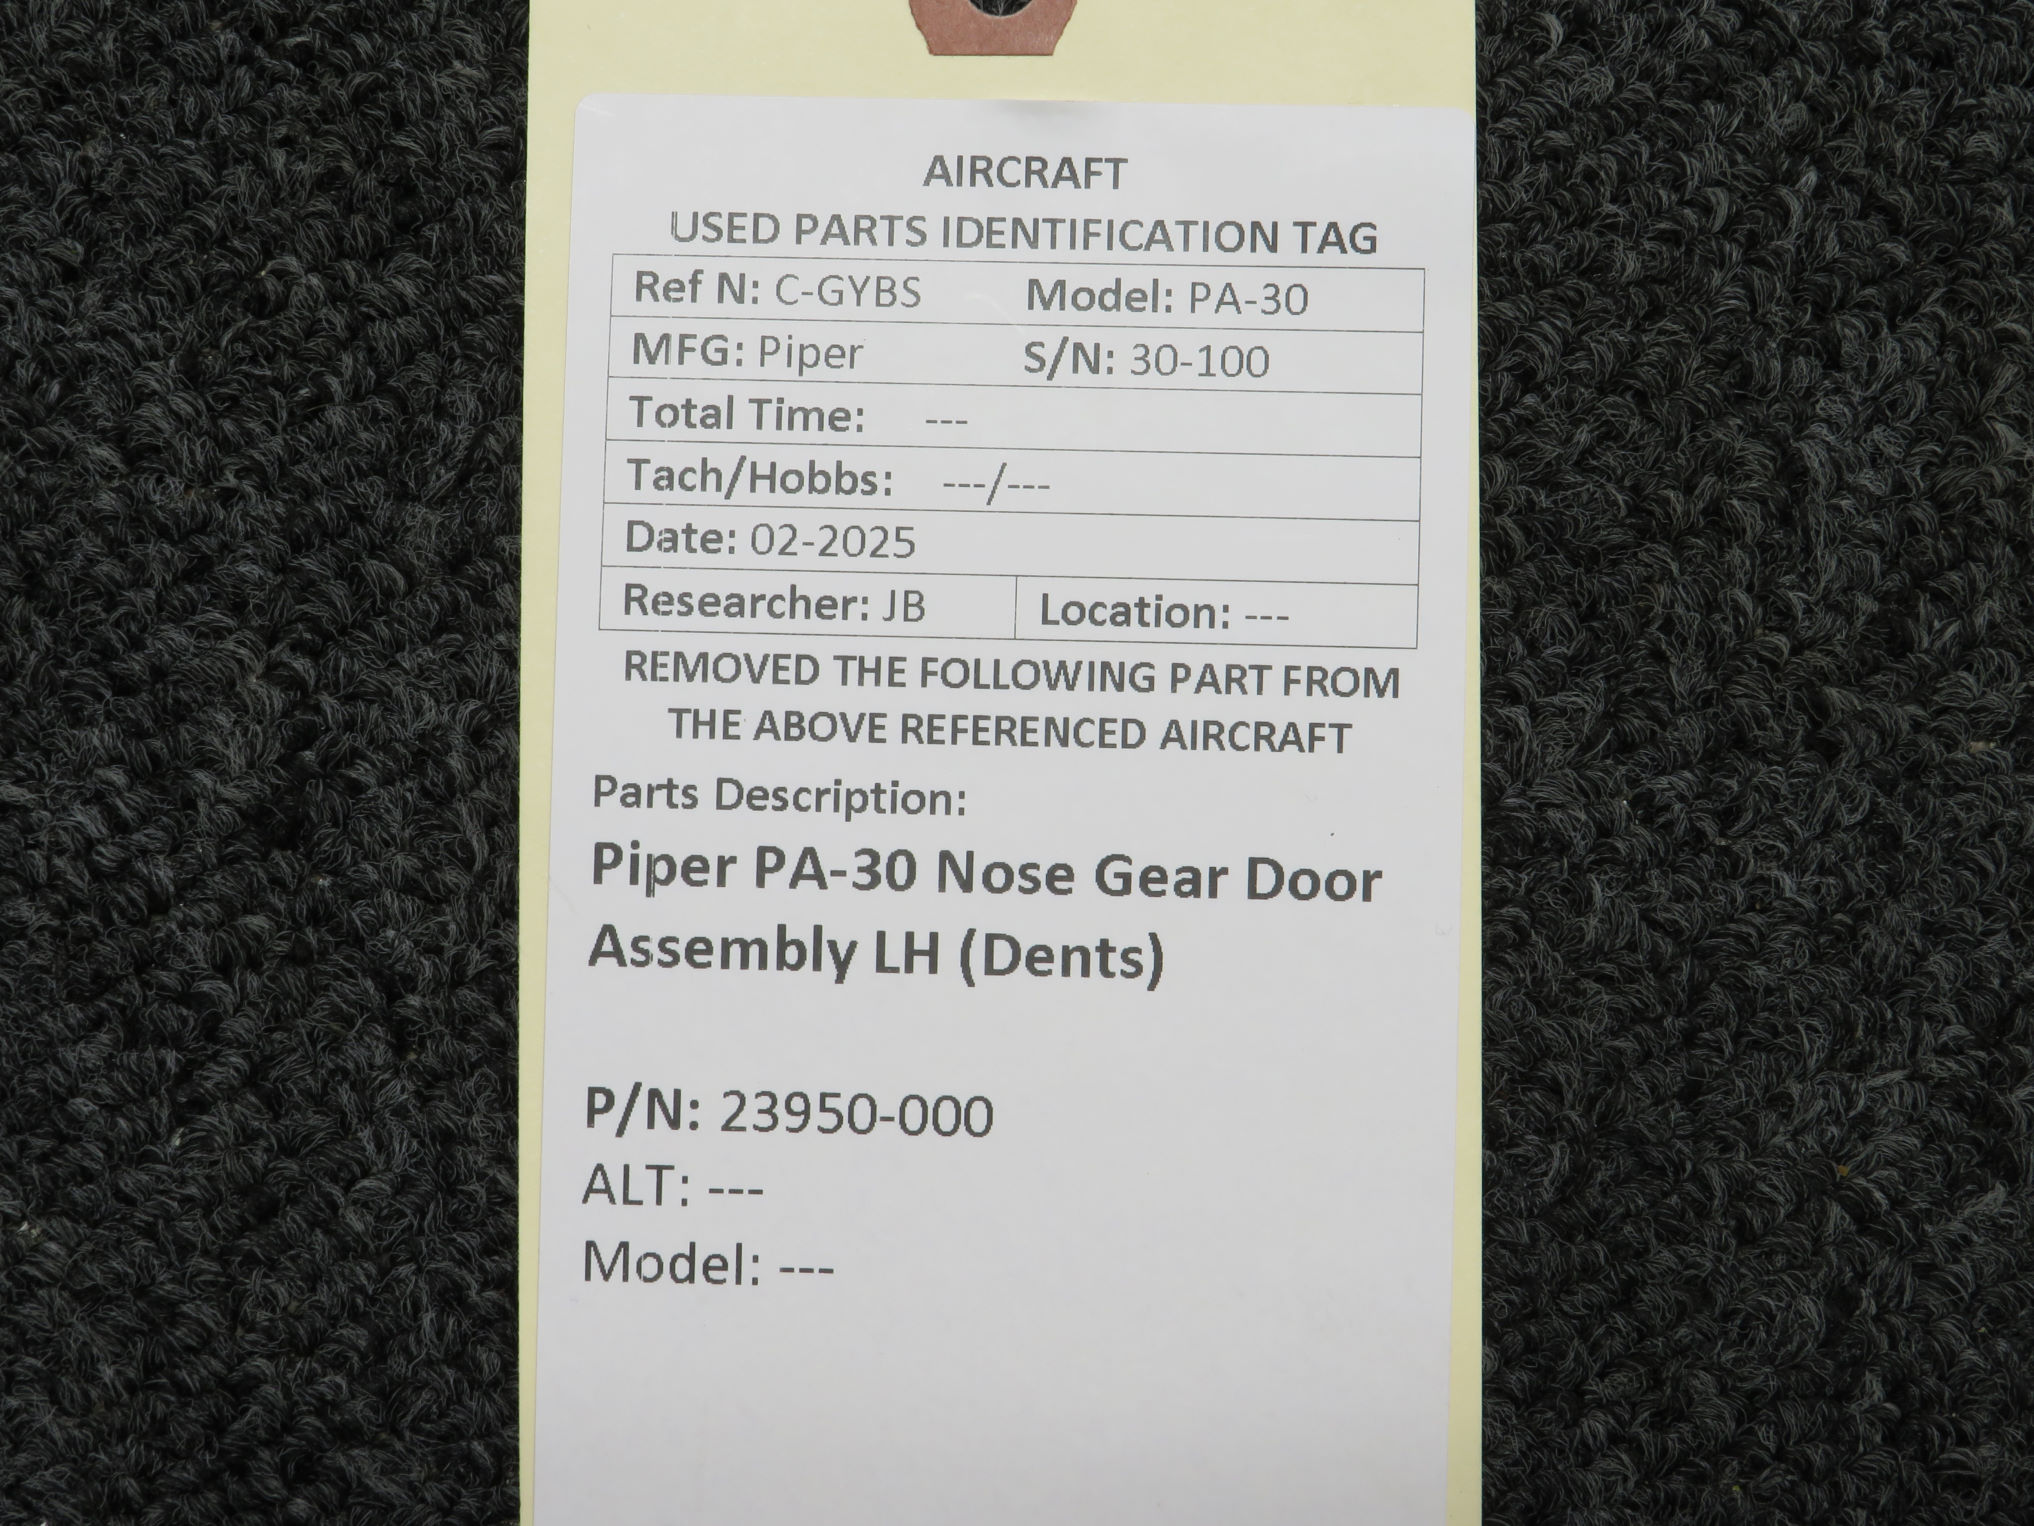 AIRCRAFT
USED PARTS IDENTIFICATION TAG
Ref N: C-GYBS Model: PA-30
MFG: Piper S/N: 30-100
Total Time: ---
Tach/Hobbs: ---/---
Date: 02-2025
Researcher: JB Location: ---
REMOVED THE FOLLOWING PART FROM
THE ABOVE REFERENCED AIRCRAFT
Parts Description:
Piper PA-30 Nose Gear Door
Assembly LH (Dents)
P/N: 23950-000
ALT: ---
Model: ---